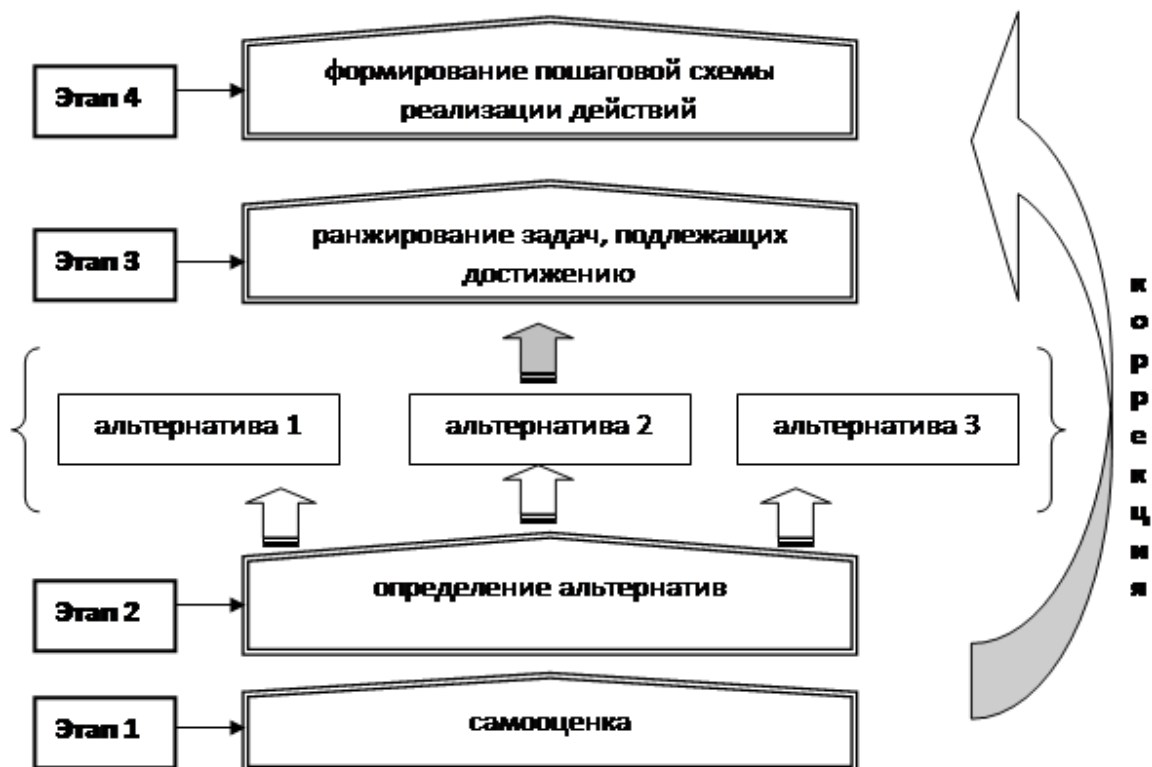 Этап 4
формирование пошаговой схемы
реализации действий
Этап 3
ранжирование задач, подлежащих
достижению
альтернатива 1
альтернатива 2
альтернатива 3
Этап 2
определение альтернатив
Этап 1
самооценка
коррекция